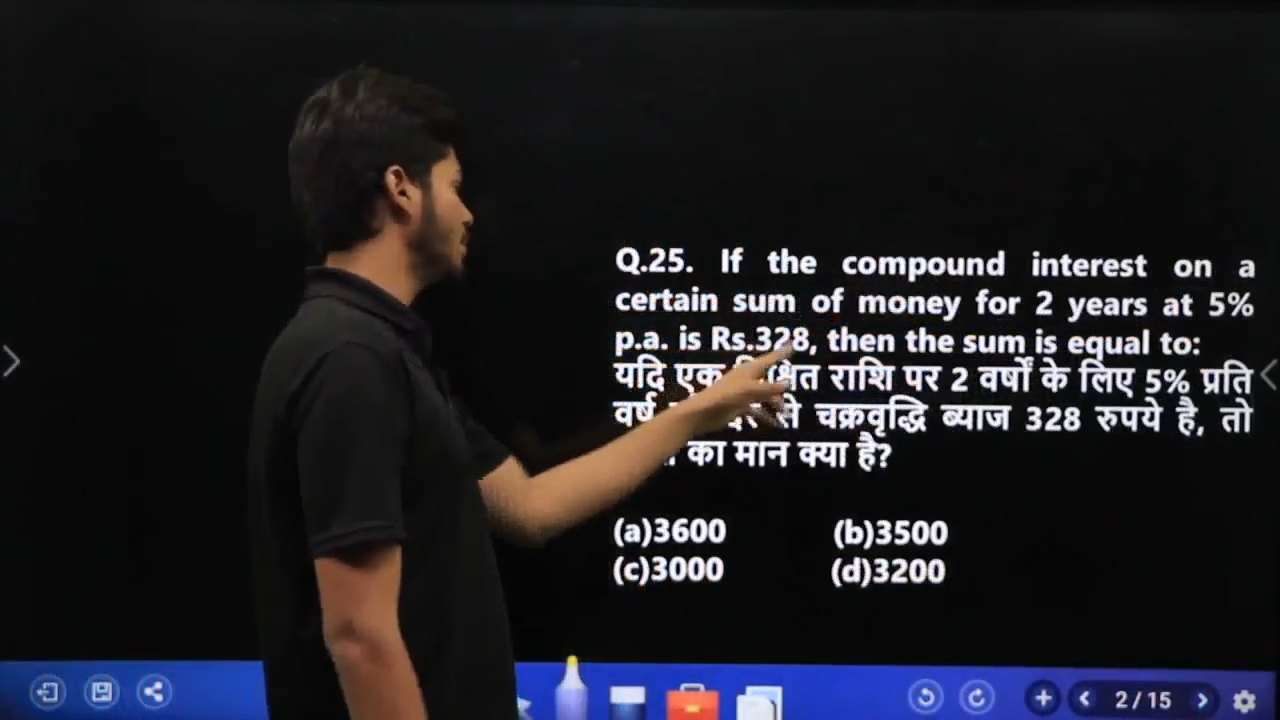 Q.25. If the compound interest on a
certain sum of money for 2 years at 5%
p.a. is Rs.328, then the sum is equal to:
यदि एक राशि पर 2 वर्षों के लिए 5% प्रति
वर्ष से चक्रवृद्धि ब्याज 328 रुपये है, तो
का मान क्या है?
(a)3600 (b)3500
(c)3000 (d)3200
2/15